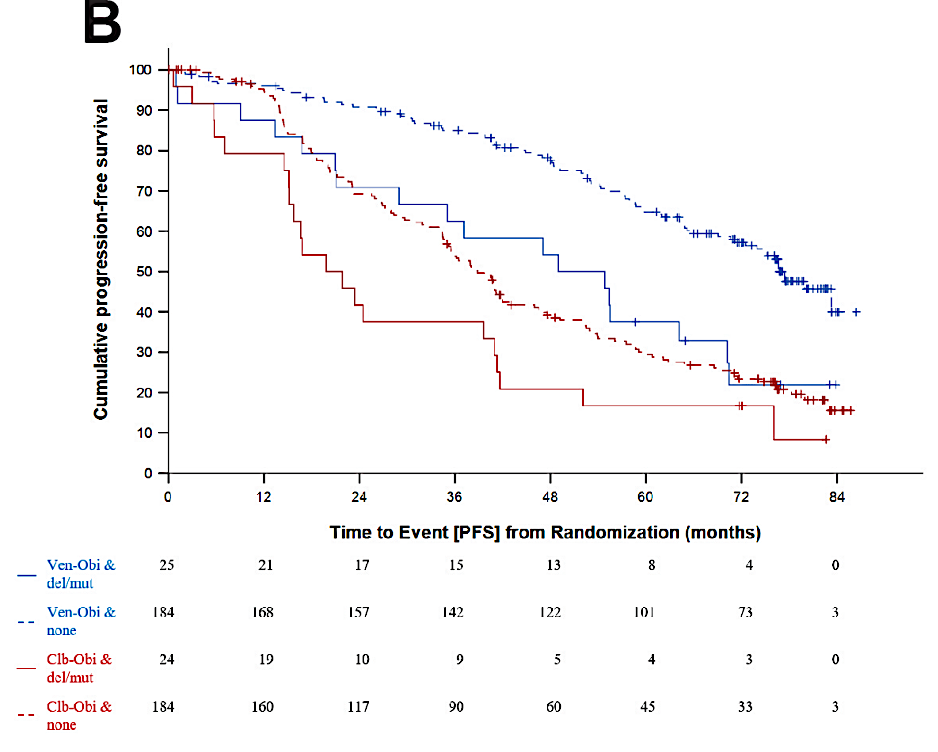 B
Cumulative progression-free survival
100
90
80
70
60
50
40
30
20
10
0
0 12 24 36 48 60 72 84
Time to Event [PFS] from Randomization (months)
Ven-Obi & 25 21 17 15 13 8 4 0
del/mut
Ven-Obi & 184 168 157 142 122 101 73 3
none
Clb-Obi & 24 19 10 9 5 4 3 0
del/mut
Clb-Obi & 184 160 117 90 60 45 33 3
none